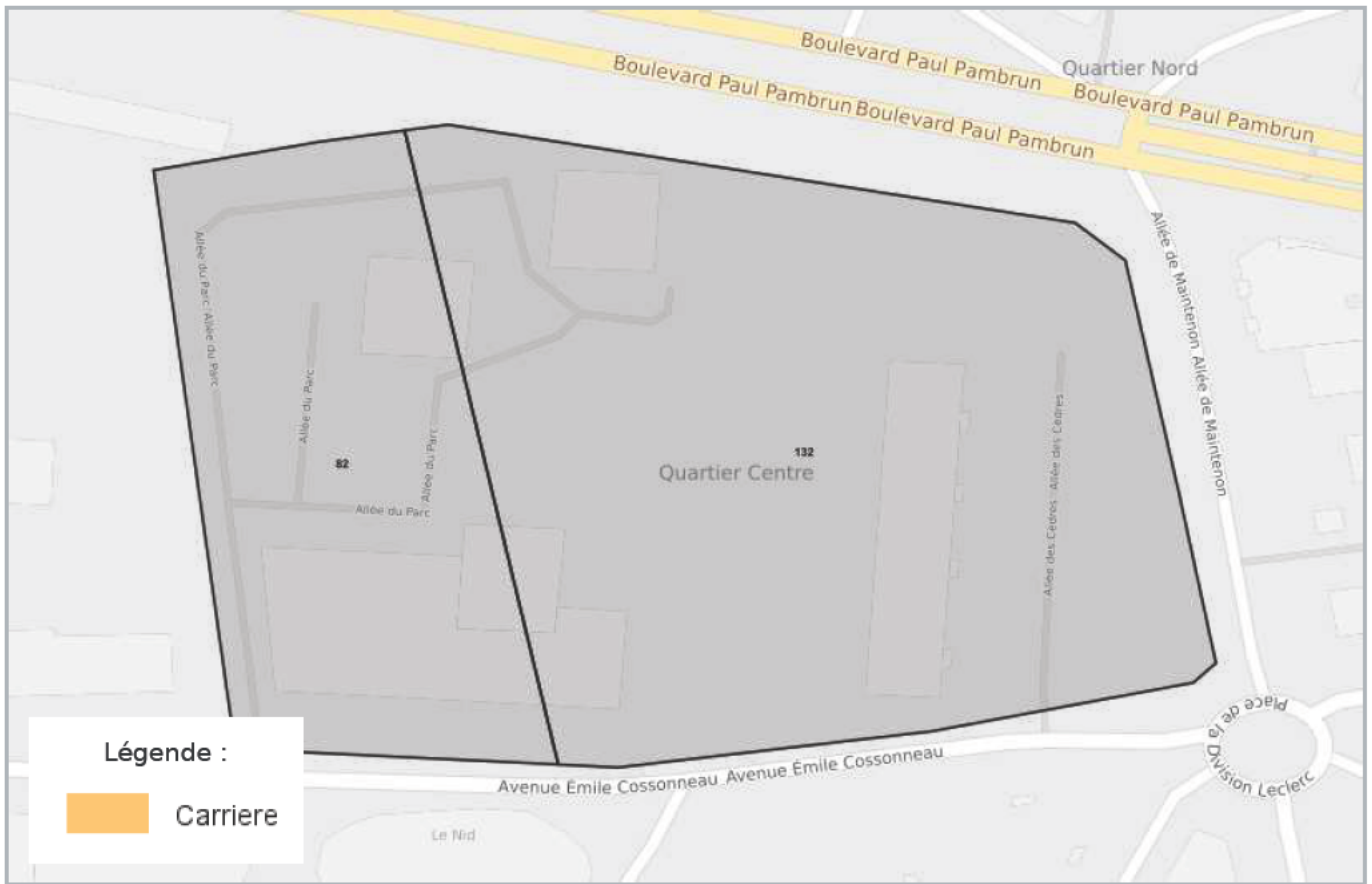 Boulevard Paul Pambrun
Quartier Nord
Boulevard Paul Pambrun
Boulevard Paul Pambrun
Boulevard Paul Pambrun
Allée de Maintenon
Allée de Maintenon
Allée du Parc
Allée du Parc
Allée du Parc
Allée du Parc
Allée du Parc
82
132
Quartier Centre
Allée des Cèdres
Allée des Cèdres
Place de la Division Leclerc
Avenue Émile Cossonneau
Avenue Émile Cossonneau
Le Nid
Légende :
Carriere